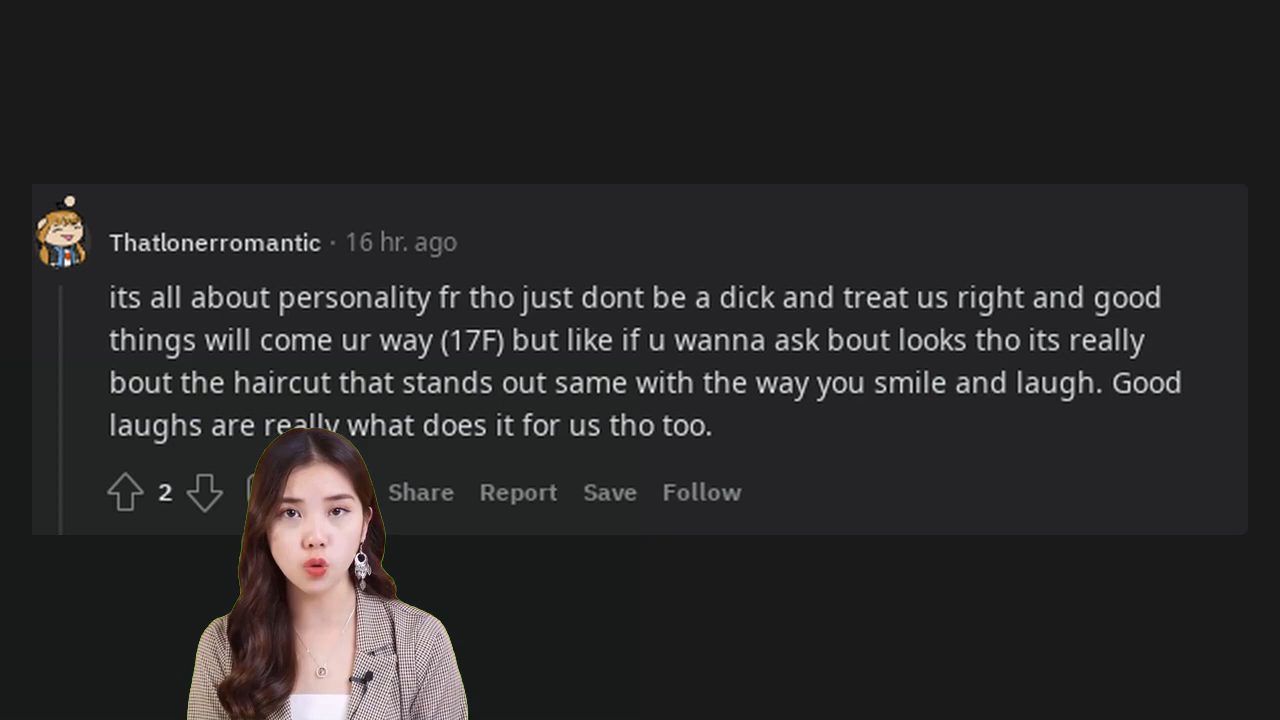 Thatlonerromantic · 16 hr. ago
its all about personality fr tho just dont be a dick and treat us right and good
things will come ur way (17F) but like if u wanna ask bout looks tho its really
bout the haircut that stands out same with the way you smile and laugh. Good
laughs are really what does it for us tho too.
2 Share Report Save Follow